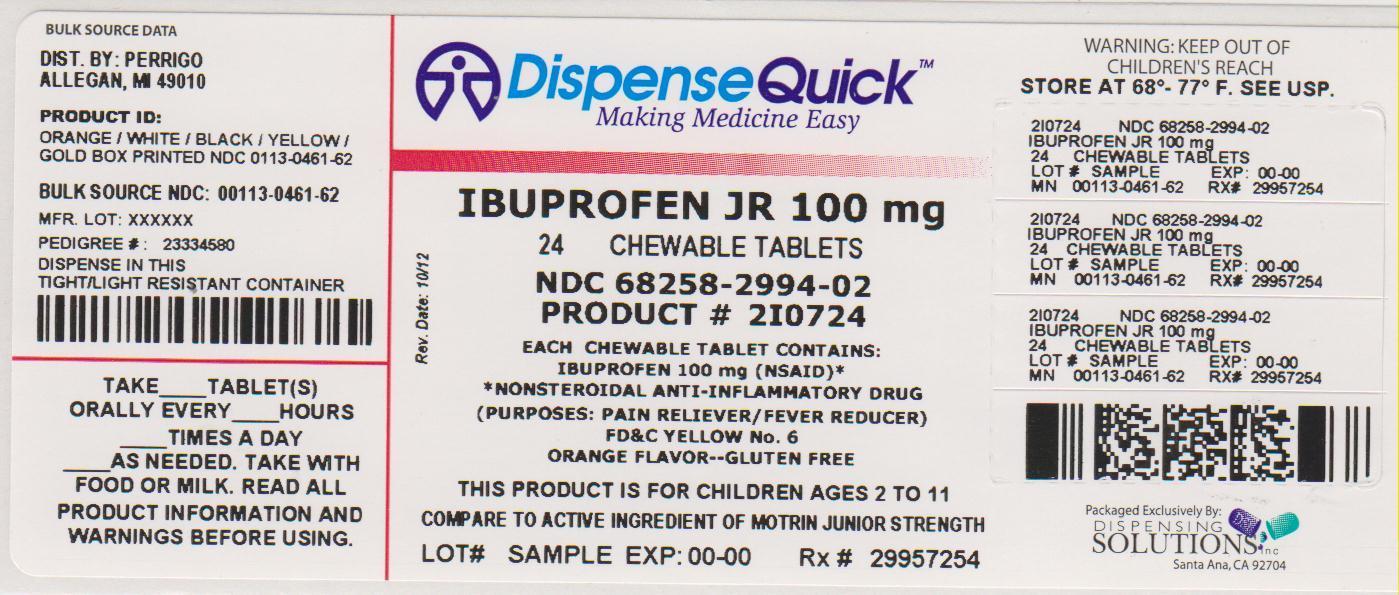 BULK SOURCE DATA
DIST. BY: PERRIGO
ALLEGAN, MI 49010
PRODUCT ID:
ORANGE / WHITE / BLACK / YELLOW /
GOLD BOX PRINTED NDC 0113-0461-62
BULK SOURCE NDC: 00113-0461-62
MFR. LOT: XXXXXX
PEDIGREE # : 23334580
DISPENSE IN THIS
TIGHT/LIGHT RESISTANT CONTAINER
TAKE____TABLET(S)
ORALLY EVERY____HOURS
____TIMES A DAY
____AS NEEDED. TAKE WITH
FOOD OR MILK. READ ALL
PRODUCT INFORMATION AND
WARNINGS BEFORE USING.
DispenseQuick™
Making Medicine Easy
IBUPROFEN JR 100 mg
24 CHEWABLE TABLETS
NDC 68258-2994-02
PRODUCT # 2I0724
Rev. Date: 10/12
EACH CHEWABLE TABLET CONTAINS:
IBUPROFEN 100 mg (NSAID)*
*NONSTEROIDAL ANTI-INFLAMMATORY DRUG
(PURPOSES: PAIN RELIEVER/FEVER REDUCER)
FD&C YELLOW No. 6
ORANGE FLAVOR--GLUTEN FREE
THIS PRODUCT IS FOR CHILDREN AGES 2 TO 11
COMPARE TO ACTIVE INGREDIENT OF MOTRIN JUNIOR STRENGTH
LOT# SAMPLE EXP: 00-00 Rx # 29957254
WARNING: KEEP OUT OF
CHILDREN'S REACH
STORE AT 68°- 77° F. SEE USP.
2I0724 NDC 68258-2994-02
IBUPROFEN JR 100 mg
24 CHEWABLE TABLETS
LOT # SAMPLE EXP: 00-00
MN 00113-0461-62 RX# 29957254
2I0724 NDC 68258-2994-02
IBUPROFEN JR 100 mg
24 CHEWABLE TABLETS
LOT # SAMPLE EXP: 00-00
MN 00113-0461-62 RX# 29957254
2I0724 NDC 68258-2994-02
IBUPROFEN JR 100 mg
24 CHEWABLE TABLETS
LOT # SAMPLE EXP: 00-00
MN 00113-0461-62 RX# 29957254
Packaged Exclusively By:
DISPENSING
SOLUTIONS Inc
Santa Ana, CA 92704